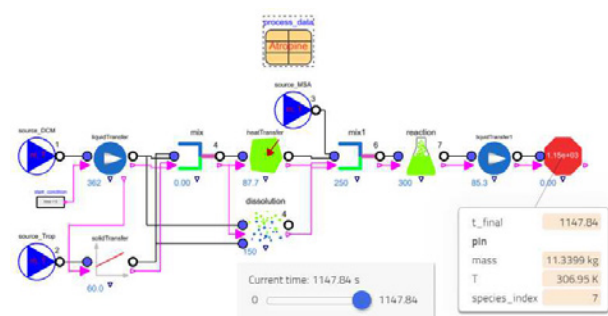 process_data
Atropine
source_MSA
3
source_DCM
1
liquidTransfer
mix
4
heatTransfer
mix1
6
reaction
7
liquidTransfer1
1.15e+03
362
0.00
87.7
250
300
85.3
0.00
start_condition
dissolution
4
150
source_Trop
2
solidTransfer
60.0
Current time: 1147.84 s
0
1147.84
t_final 1147.84
pin
mass 11.3399 kg
T 306.95 K
species_index 7